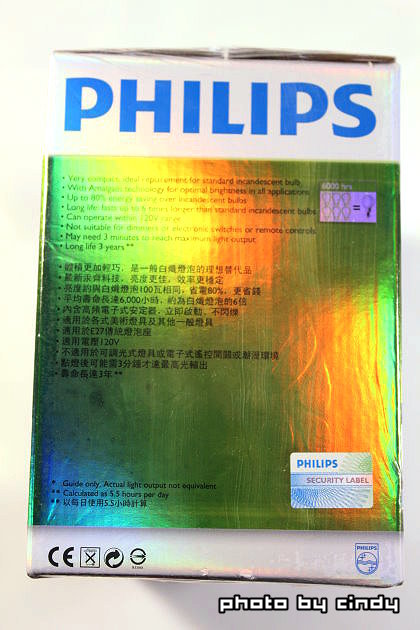 PHILIPS
• Very compact, ideal replacement for standard incandescent bulb
• With Amalgam technology for optimal brightness in all applications
• Up to 80% energy saving over incandescent bulbs
• Long life: lasts up to 6 times longer than standard incandescent bulbs
• Can operate within 120V range
• Not suitable for dimmers or electronic switches or remote controls
• May need 3 minutes to reach maximum light output
• Long life 3 years**
6000 hrs
=
• 體積更加輕巧，是一般白熾燈泡的理想替代品
• 最新汞齊科技，亮度更佳，效率更穩定
• 亮度約與白熾燈泡100瓦相同，省電80%，更省錢
• 平均壽命長達6,000小時，約為白熾燈泡的6倍
• 內含高頻電子式安定器，立即啟動，不閃爍
• 適用於各式美術燈具及其他一般燈具
• 適用於E27傳統燈泡座
• 適用電壓120V
• 不適用於可調光式燈具或電子式遙控開關或潮溼環境
• 點燈後可能需3分鐘才達最高光輸出
• 壽命長達3年**
PHILIPS
SECURITY LABEL
* Guide only, Actual light output not equivalent
** Calculated as 5.5 hours per day
** 以每日使用5.5小時計算
CE
PHILIPS
photo by cindy